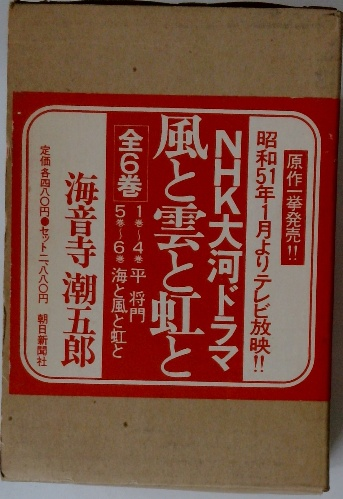 原作一挙発売!!
昭和51年1月よりテレビ放映!!
NHK大河ドラマ
風と雲と虹と
全6巻
1巻〜4巻 平 将門
5巻〜6巻 海と風と虹と
海音寺 潮五郎
定価 各四八〇円●セット二、八八〇円 朝日新聞社